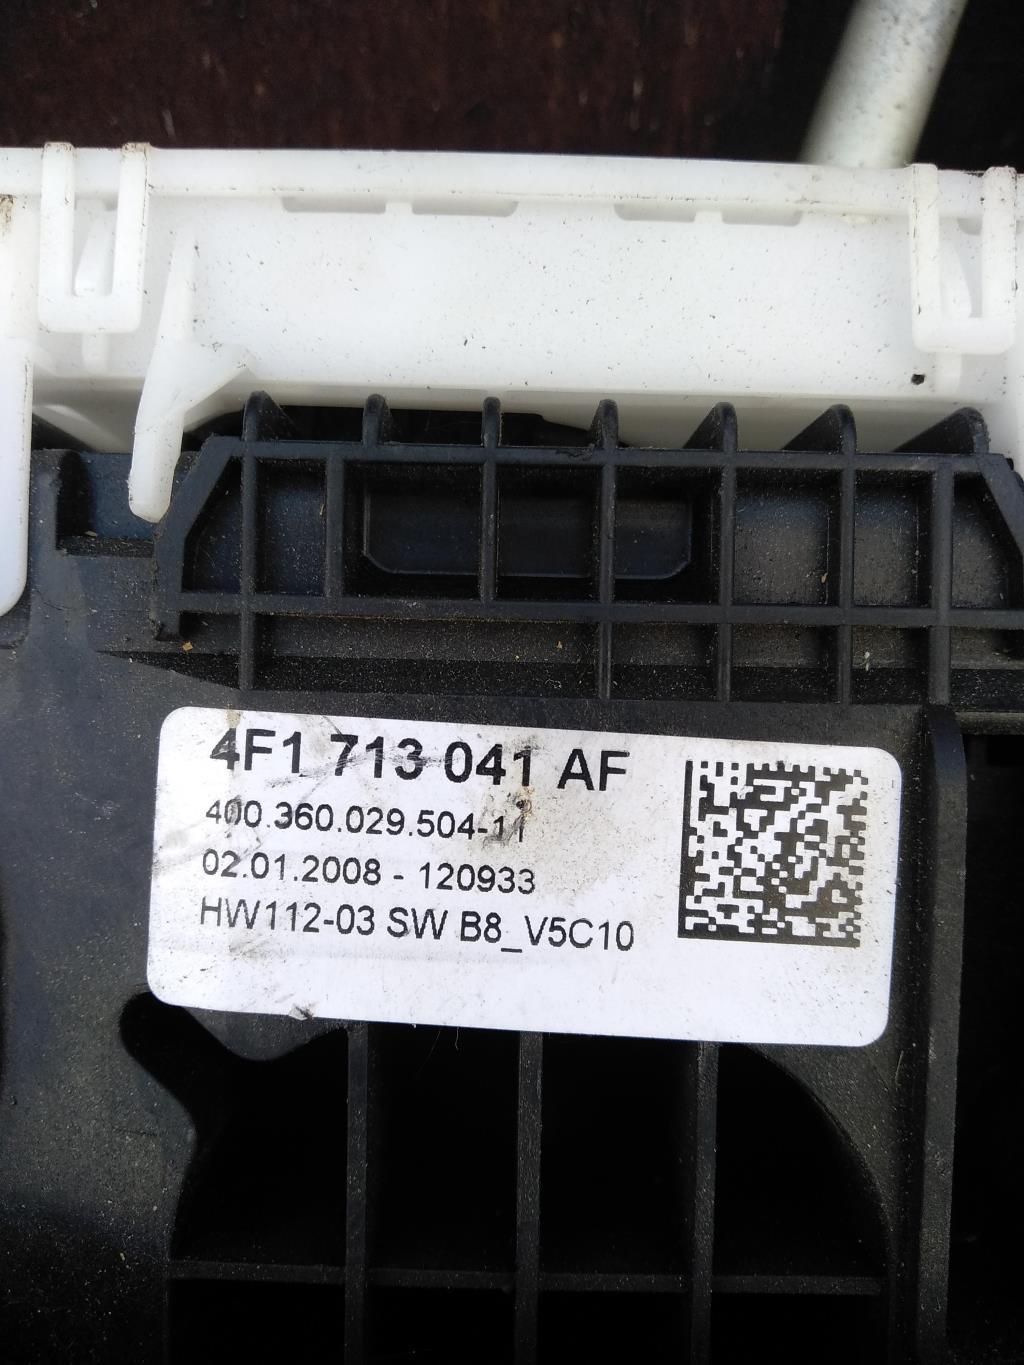 4F1 713 041 AF
400.360.029.504-11
02.01.2008 - 120933
HW112-03 SW B8_V5C10